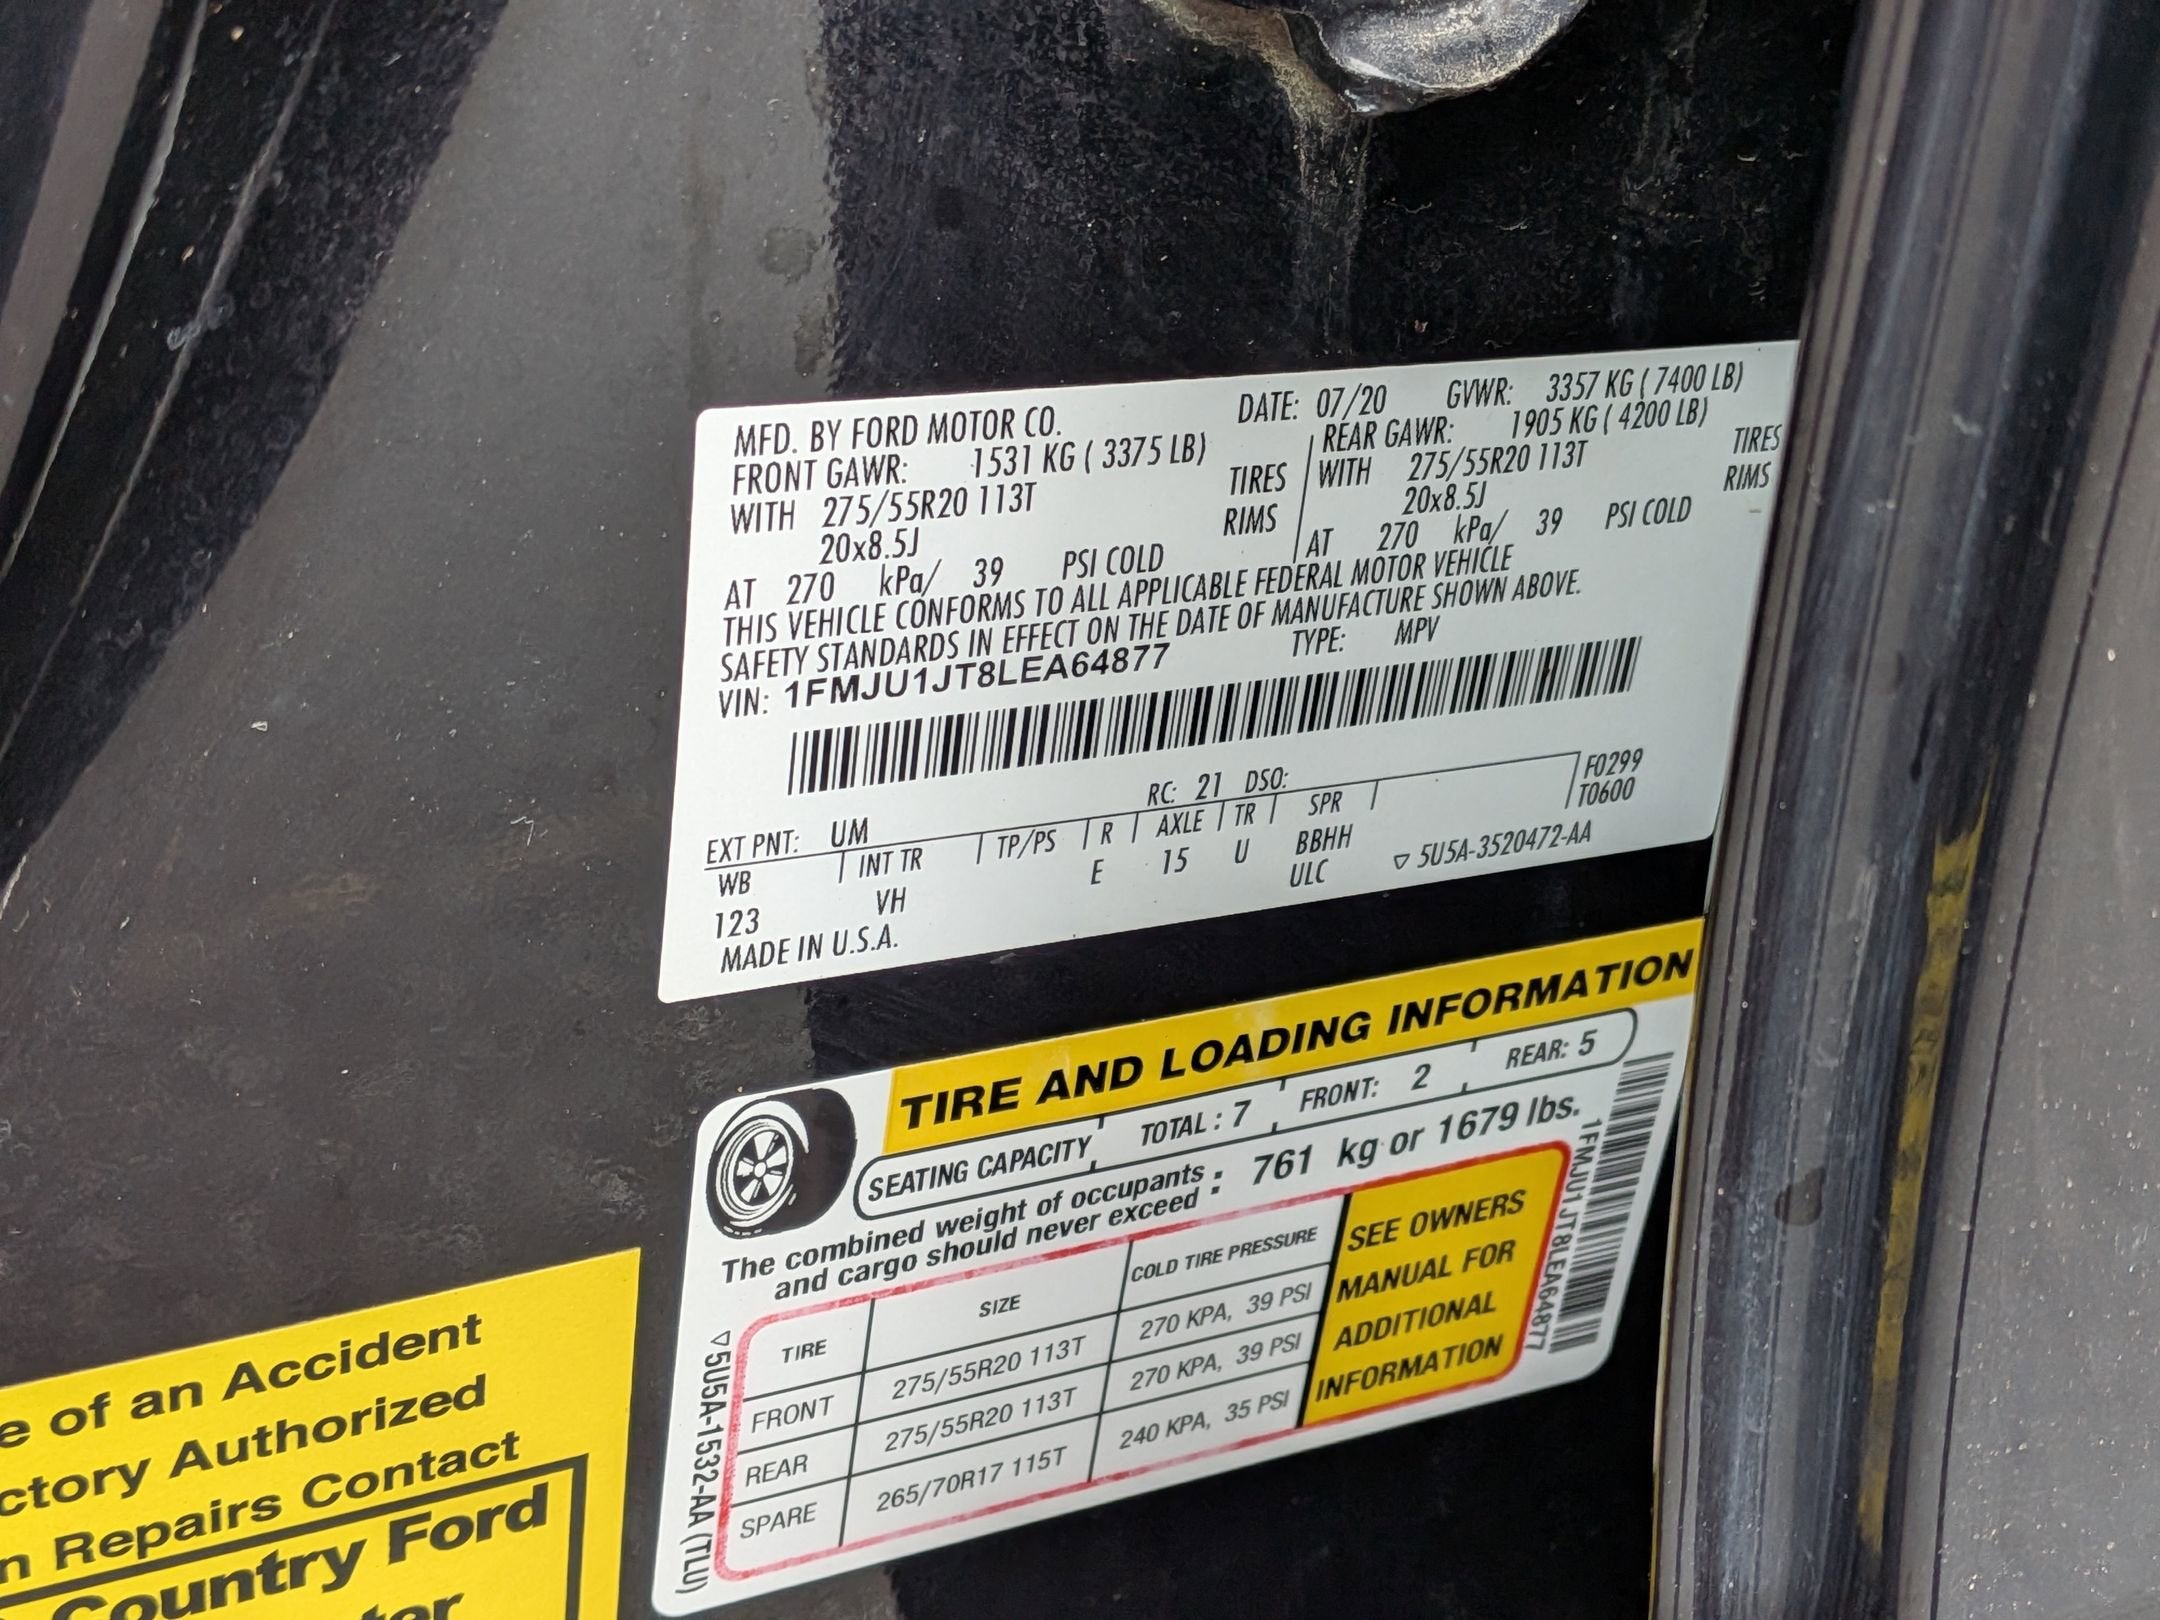 MFD. BY FORD MOTOR CO. DATE: 07/20 GVWR: 3357 KG ( 7400 LB)
FRONT GAWR: 1531 KG ( 3375 LB) REAR GAWR: 1905 KG ( 4200 LB)
WITH 275/55R20 113T TIRES WITH 275/55R20 113T TIRES
20x8.5J RIMS 20x8.5J RIMS
AT 270 kPa/ 39 PSI COLD AT 270 kPa/ 39 PSI COLD
THIS VEHICLE CONFORMS TO ALL APPLICABLE FEDERAL MOTOR VEHICLE
SAFETY STANDARDS IN EFFECT ON THE DATE OF MANUFACTURE SHOWN ABOVE.
VIN: 1FMJU1JT8LEA64877 TYPE: MPV
EXT PNT: UM RC: 21 DSO: F0299
WB INT TR TP/PS R AXLE TR SPR T0600
123 VH E 15 U BBHH
ULC ▽ 5U5A-3520472-AA
MADE IN U.S.A.
TIRE AND LOADING INFORMATION
SEATING CAPACITY TOTAL : 7 FRONT: 2 REAR: 5
The combined weight of occupants
and cargo should never exceed : 761 kg or 1679 lbs.
TIRE SIZE COLD TIRE PRESSURE
FRONT 275/55R20 113T 270 KPA, 39 PSI
REAR 275/55R20 113T 270 KPA, 39 PSI
SPARE 265/70R17 115T 240 KPA, 35 PSI
SEE OWNERS
MANUAL FOR
ADDITIONAL
INFORMATION
1FMJU1JT8LEA64877
▽5U5A-1532-AA (TLU)
e of an Accident
ctory Authorized
n Repairs Contact
Country Ford
ter